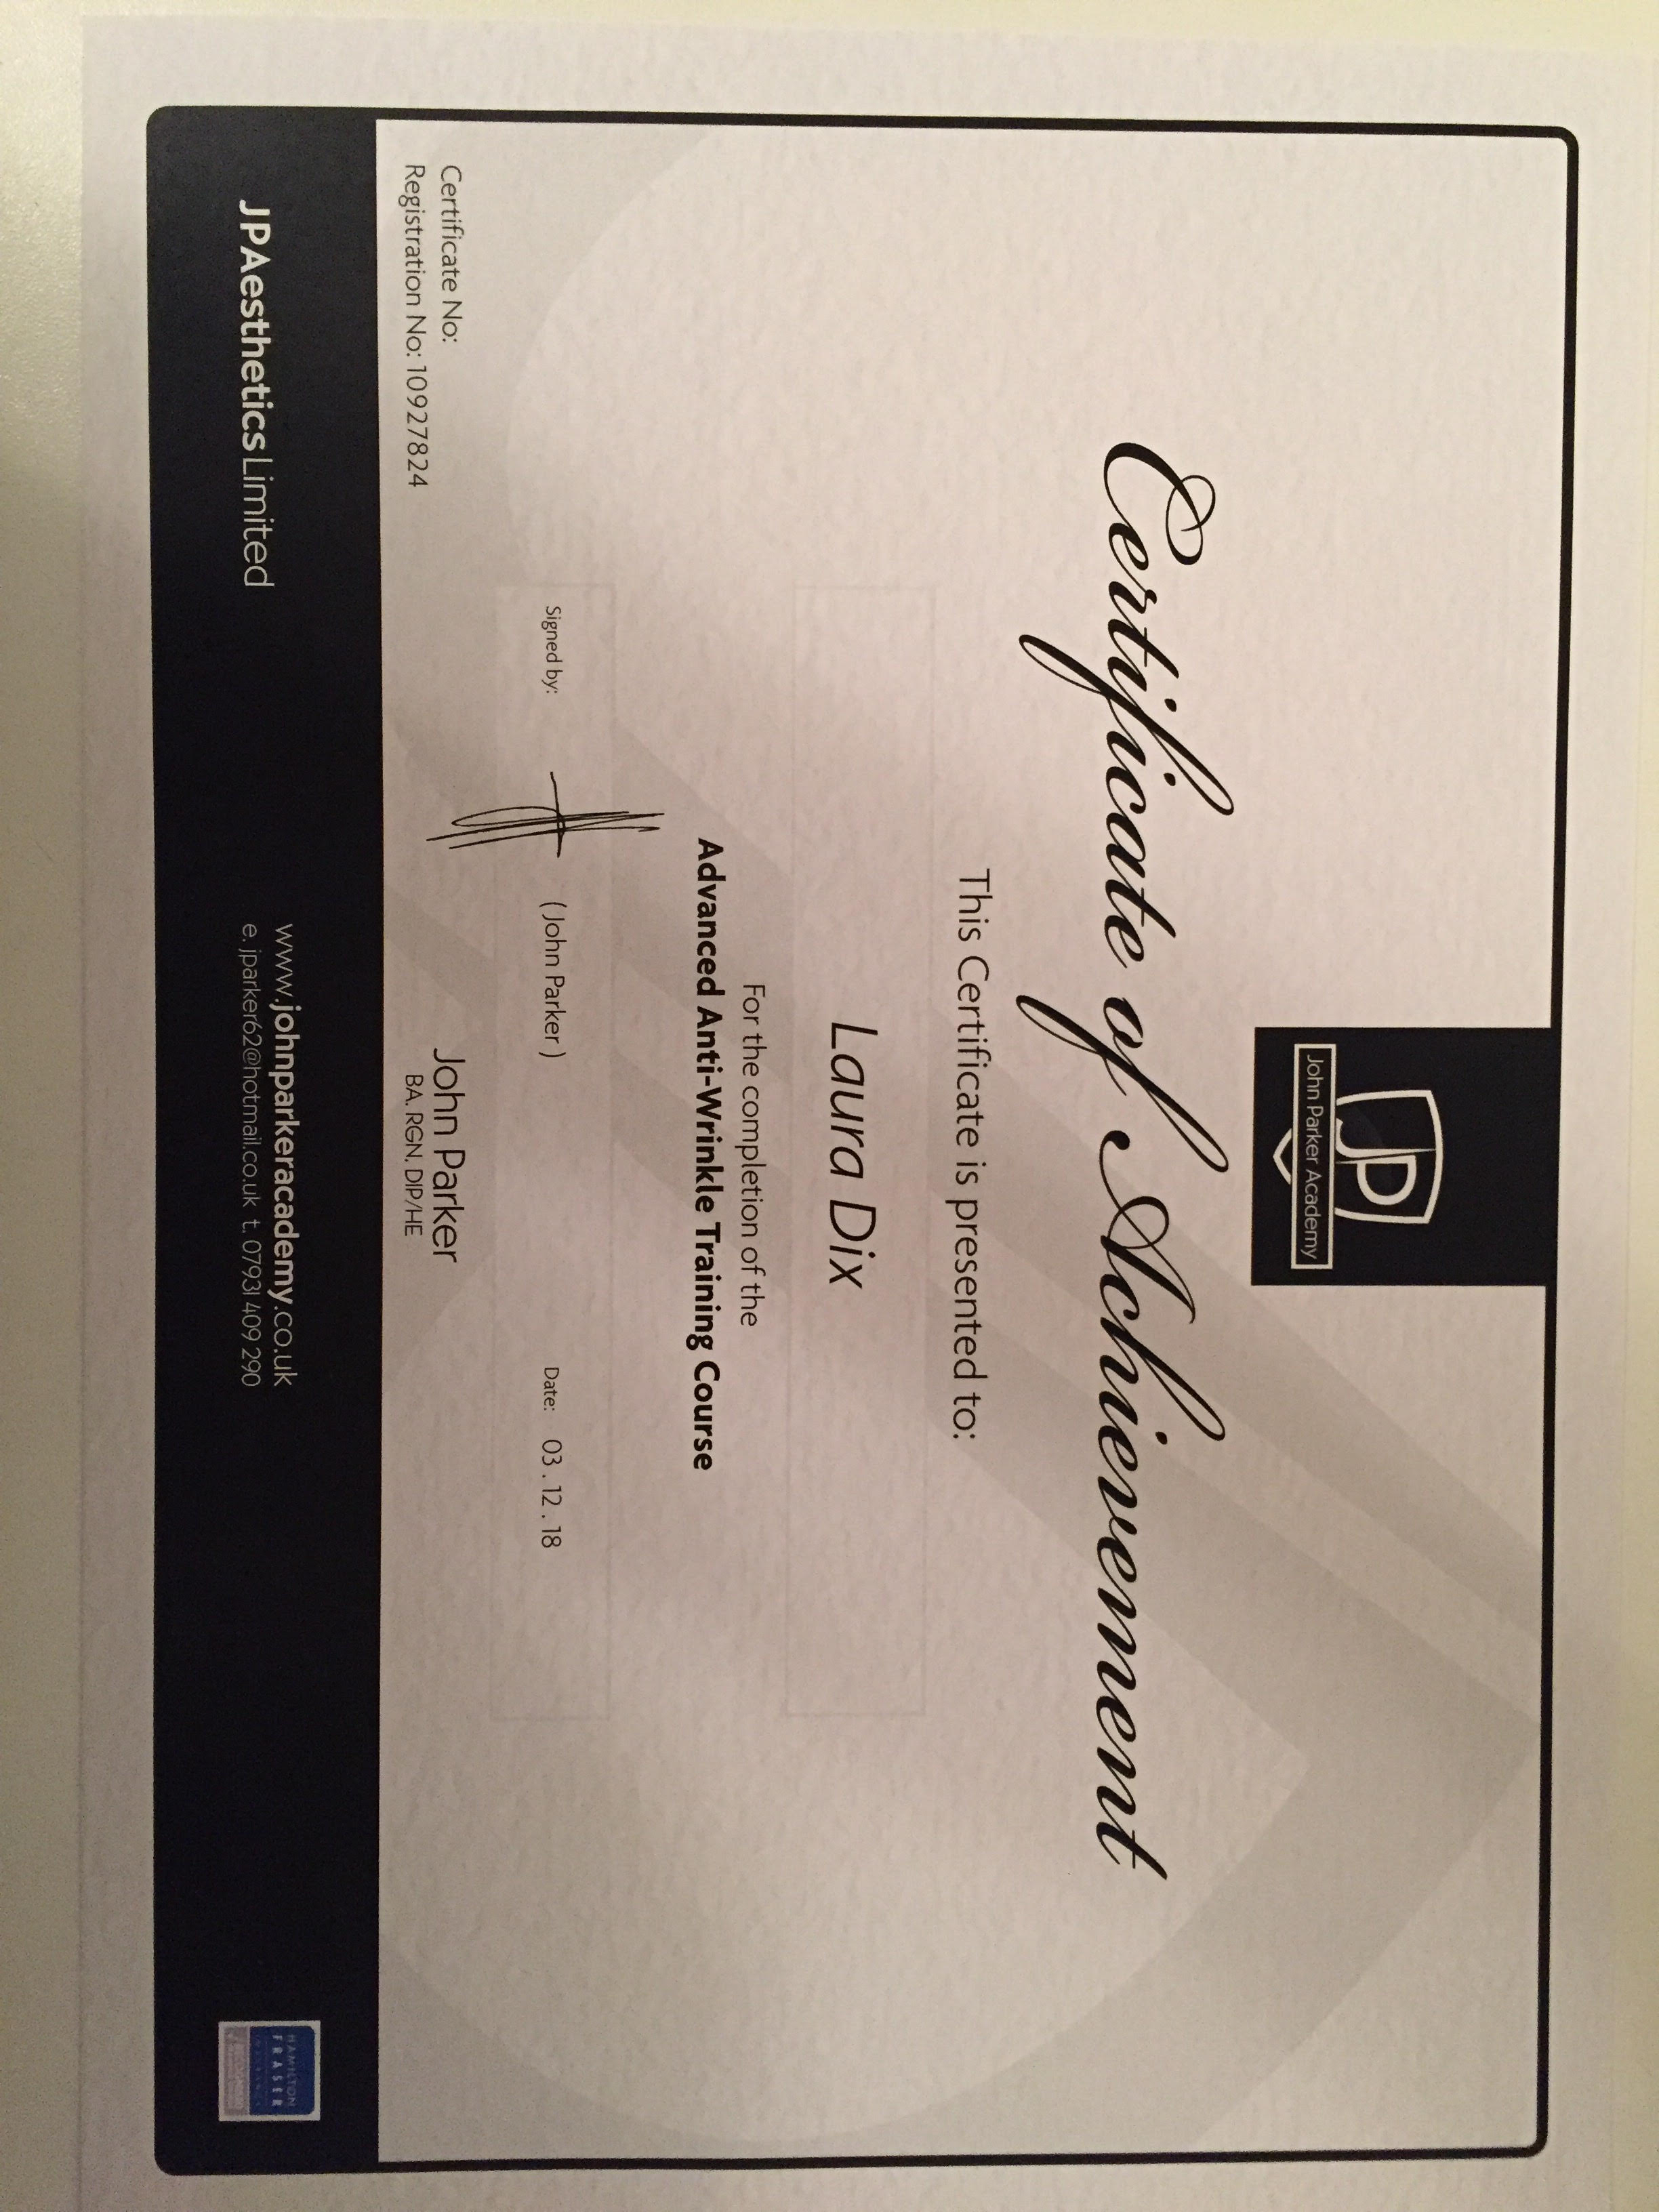 JP
John Parker Academy
Certificate of Achievement
This Certificate is presented to:
Laura Dix
For the completion of the
Advanced Anti-Wrinkle Training Course
Signed by: (John Parker) Date: 03.12.18
Certificate No:
Registration No: 10927824
John Parker
BA. RGN. DIP/HE
JPAesthetics Limited
www.johnparkeracademy.co.uk
e. jparker62@hotmail.co.uk t. 07931 409 290
HAMILTON
FRASER